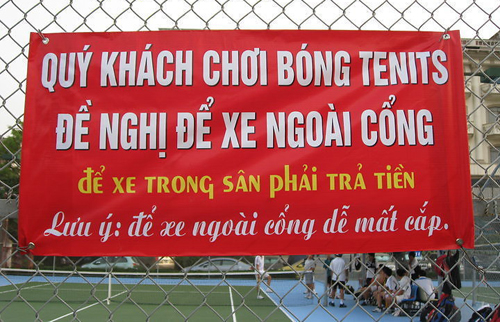 QUÝ KHÁCH CHƠI BÓNG TENITS
ĐỀ NGHỊ ĐỂ XE NGOÀI CỔNG
để XE TRONG SÂN phải TRẢ TIỀN
Lưu ý: để xe ngoài cổng dễ mất cắp.